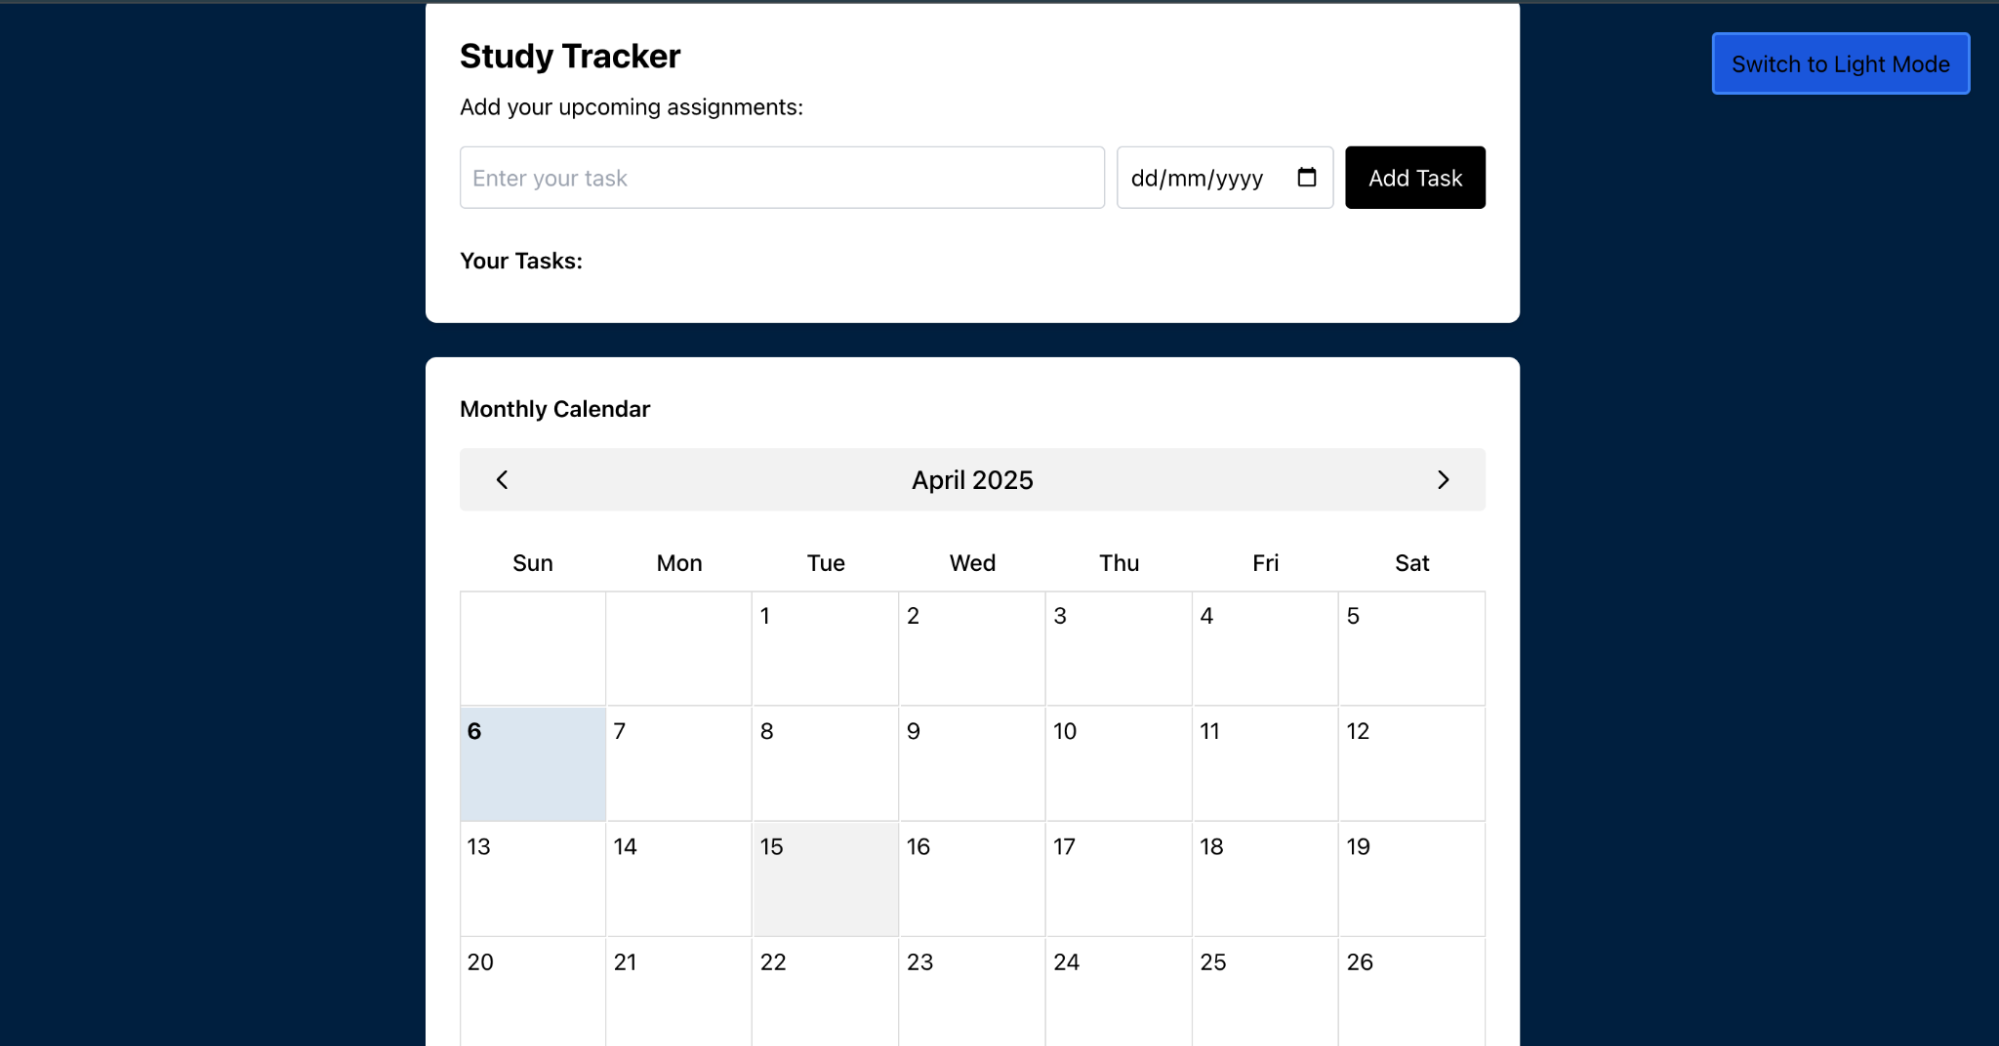 Study Tracker
Switch to Light Mode
Add your upcoming assignments:
Enter your task dd/mm/yyyy Add Task
Your Tasks:
Monthly Calendar
April 2025
Sun Mon Tue Wed Thu Fri Sat
1 2 3 4 5
6 7 8 9 10 11 12
13 14 15 16 17 18 19
20 21 22 23 24 25 26